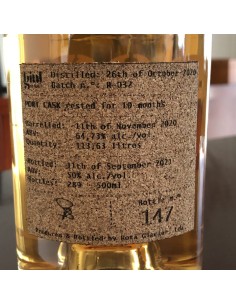 Distilled: 26th of October 2020
Batch n.º: R-032
PORT CASK rested for 10 months
Barrelled: 11th of November 2020
ABV: 64,73% alc./vol.
Quantity: 113,63 litres
Bottled: 11th of September 2021
ABV: 50% alc./vol.
Bottles: 289 500ml
Bottle n.º
147
Produced & Bottled by